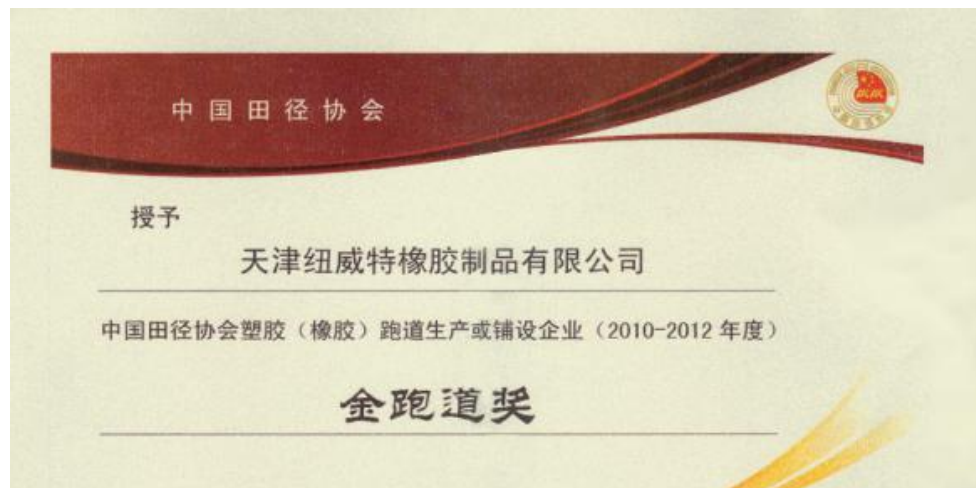 中国田径协会
授予
天津纽威特橡胶制品有限公司
中国田径协会塑胶（橡胶）跑道生产或铺设企业（2010-2012 年度）
金跑道奖